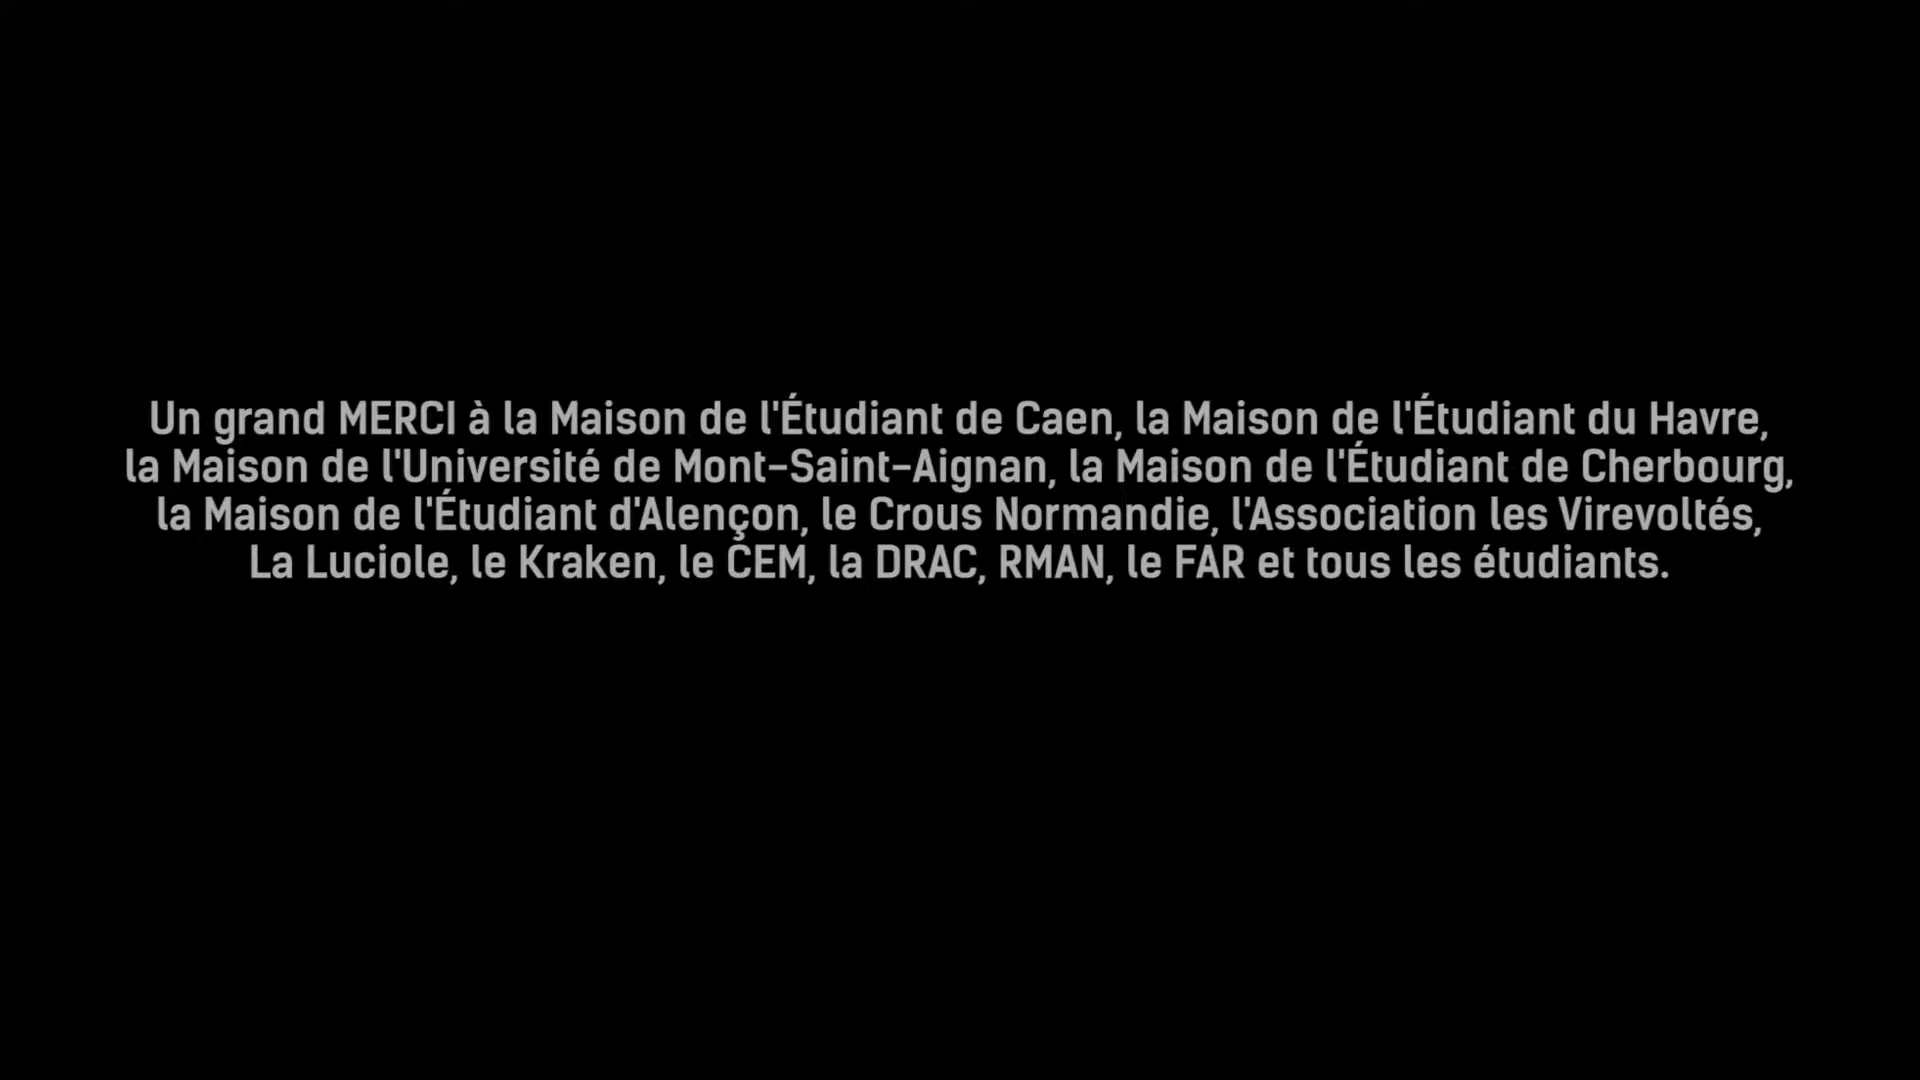 Un grand MERCI à la Maison de l'Étudiant de Caen, la Maison de l'Étudiant du Havre,
la Maison de l'Université de Mont-Saint-Aignan, la Maison de l'Étudiant de Cherbourg,
la Maison de l'Étudiant d'Alençon, le Crous Normandie, l'Association les Virevoltés,
La Luciole, le Kraken, le CEM, la DRAC, RMAN, le FAR et tous les étudiants.